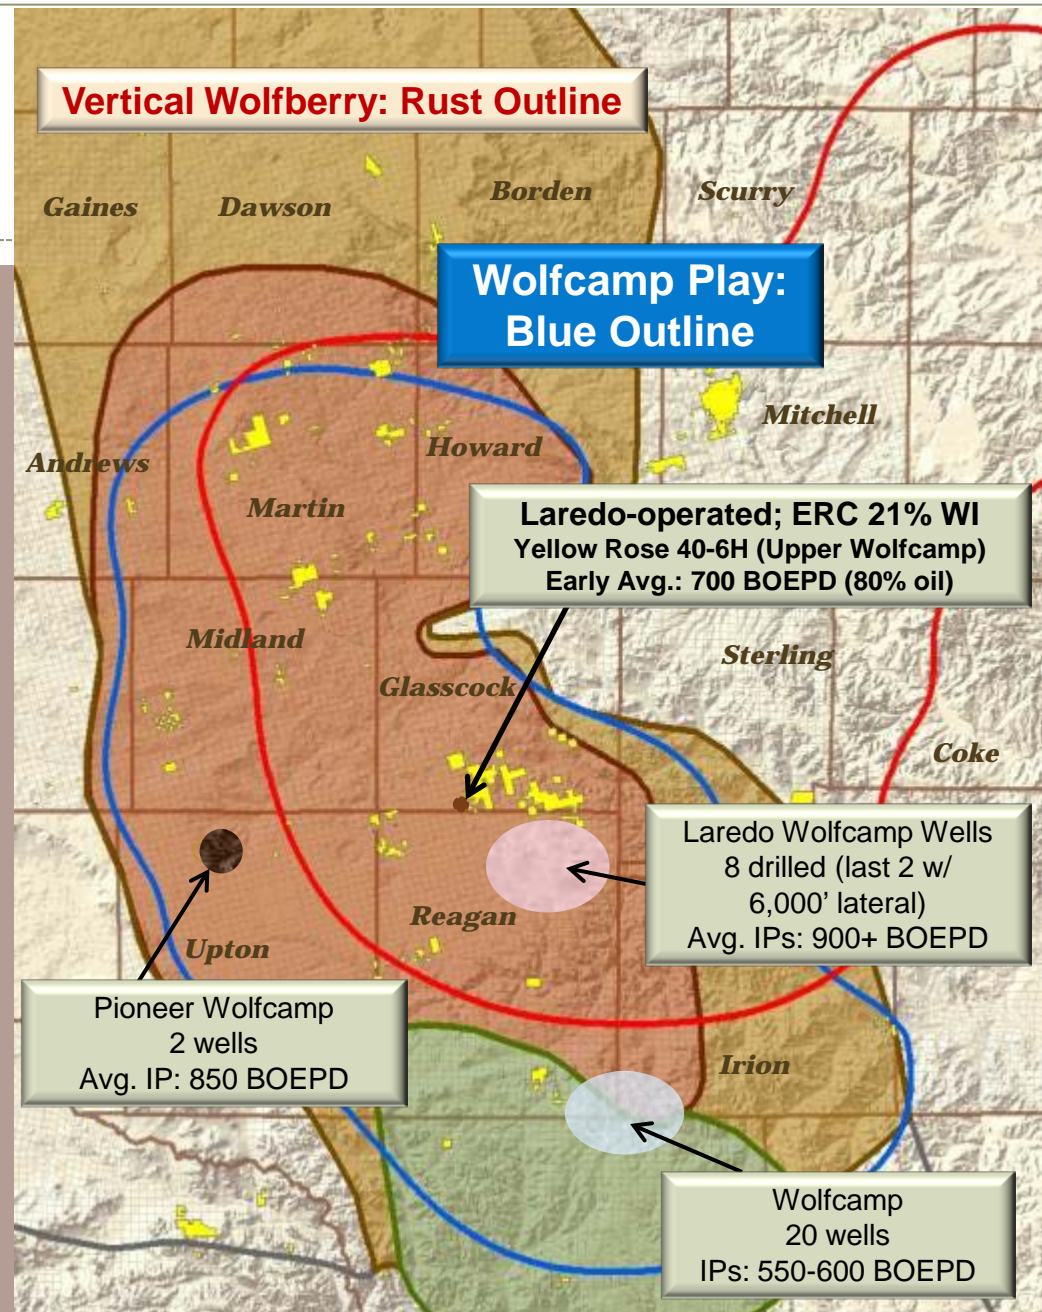 Vertical Wolfberry: Rust Outline
Gaines
Dawson
Borden
Scurry
Wolfcamp Play:
Blue Outline
Mitchell
Andrews
Howard
Martin
Laredo-operated; ERC 21% WI
Yellow Rose 40-6H (Upper Wolfcamp)
Early Avg.: 700 BOEPD (80% oil)
Midland
Sterling
Glasscock
Coke
Laredo Wolfcamp Wells
8 drilled (last 2 w/
6,000’ lateral)
Avg. IPs: 900+ BOEPD
Reagan
Upton
Pioneer Wolfcamp
2 wells
Avg. IP: 850 BOEPD
Irion
Wolfcamp
20 wells
IPs: 550-600 BOEPD